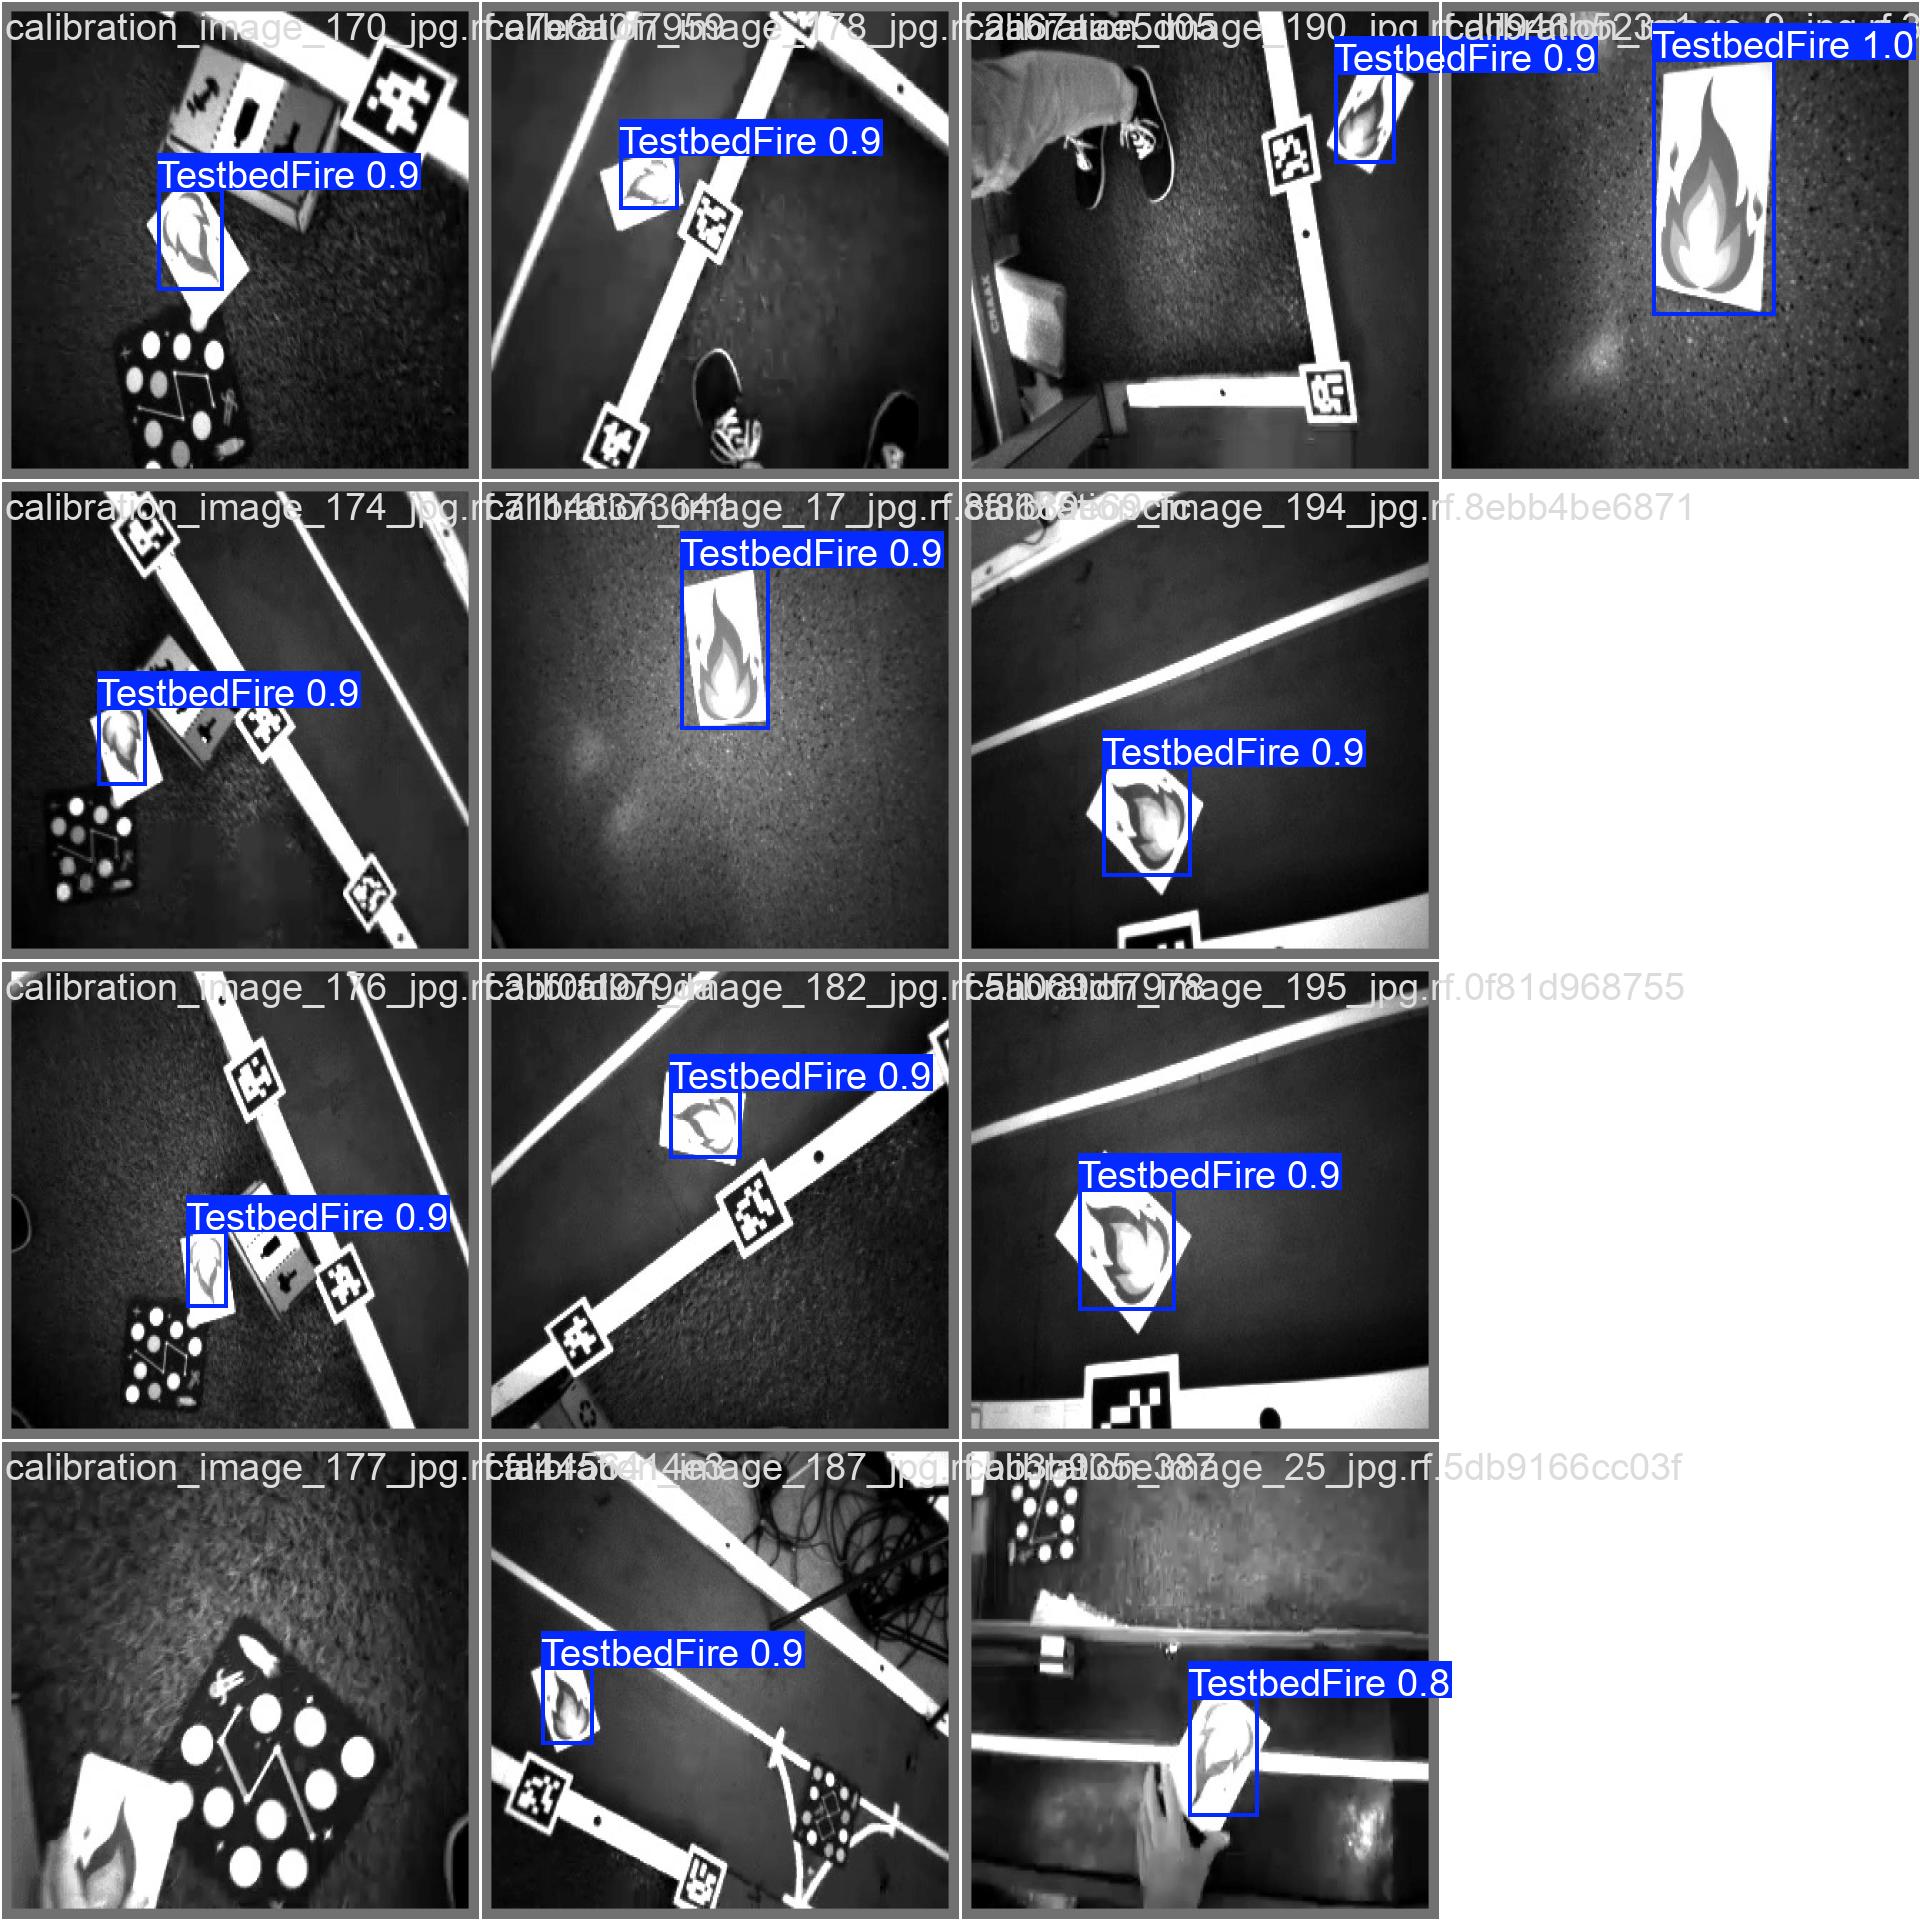 calibration_image_170_jpg.rf.
TestbedFire 0.9
image_178_jpg.rf.
TestbedFire 0.9
image_190_jpg.rf.
TestbedFire 0.9
TestbedFire 1.0
CRAAX
calibration_image_174_jpg.rf.
TestbedFire 0.9
image_17_jpg.rf.
TestbedFire 0.9
image_194_jpg.rf.8ebb4be6871
TestbedFire 0.9
calibration_image_176_jpg.rf.
TestbedFire 0.9
image_182_jpg.rf.
TestbedFire 0.9
image_195_jpg.rf.0f81d968755
TestbedFire 0.9
calibration_image_177_jpg.rf.
image_187_jpg.rf.
TestbedFire 0.9
image_25_jpg.rf.5db9166cc03f
TestbedFire 0.8